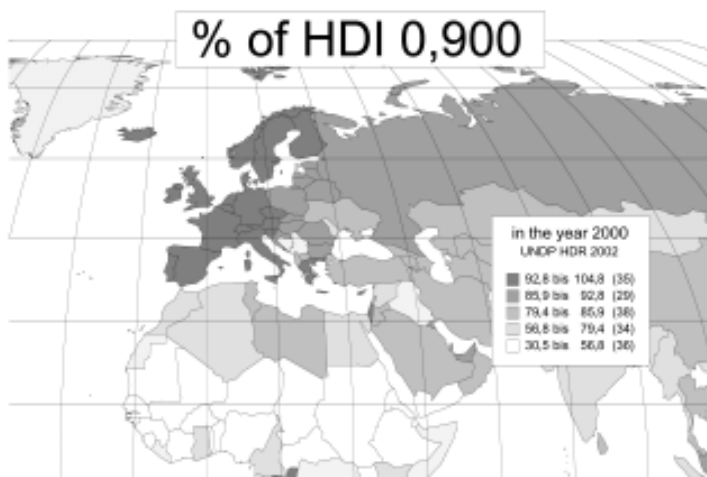 % of HDI 0,900
in the year 2000
UNDP HDR 2002
92,8 bis 104,8 (35)
85,9 bis 92,8 (29)
79,4 bis 85,9 (38)
56,8 bis 79,4 (34)
30,5 bis 56,8 (36)